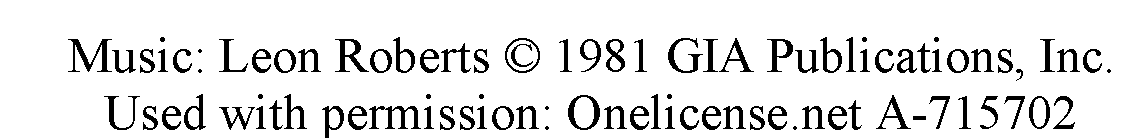 Music: Leon Roberts © 1981 GIA Publications, Inc.
Used with permission: Onelicense.net A-715702